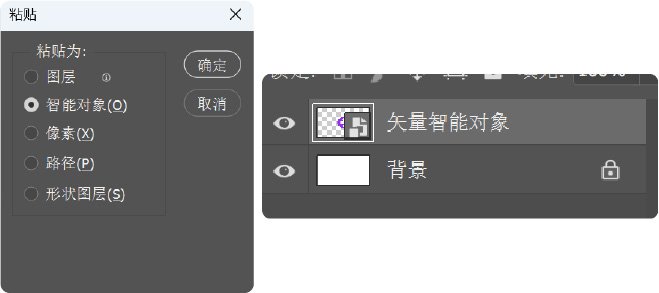 粘贴
粘贴为:
图层
智能对象(O)
像素(X)
路径(P)
形状图层(S)
确定
取消
矢量智能对象
背景